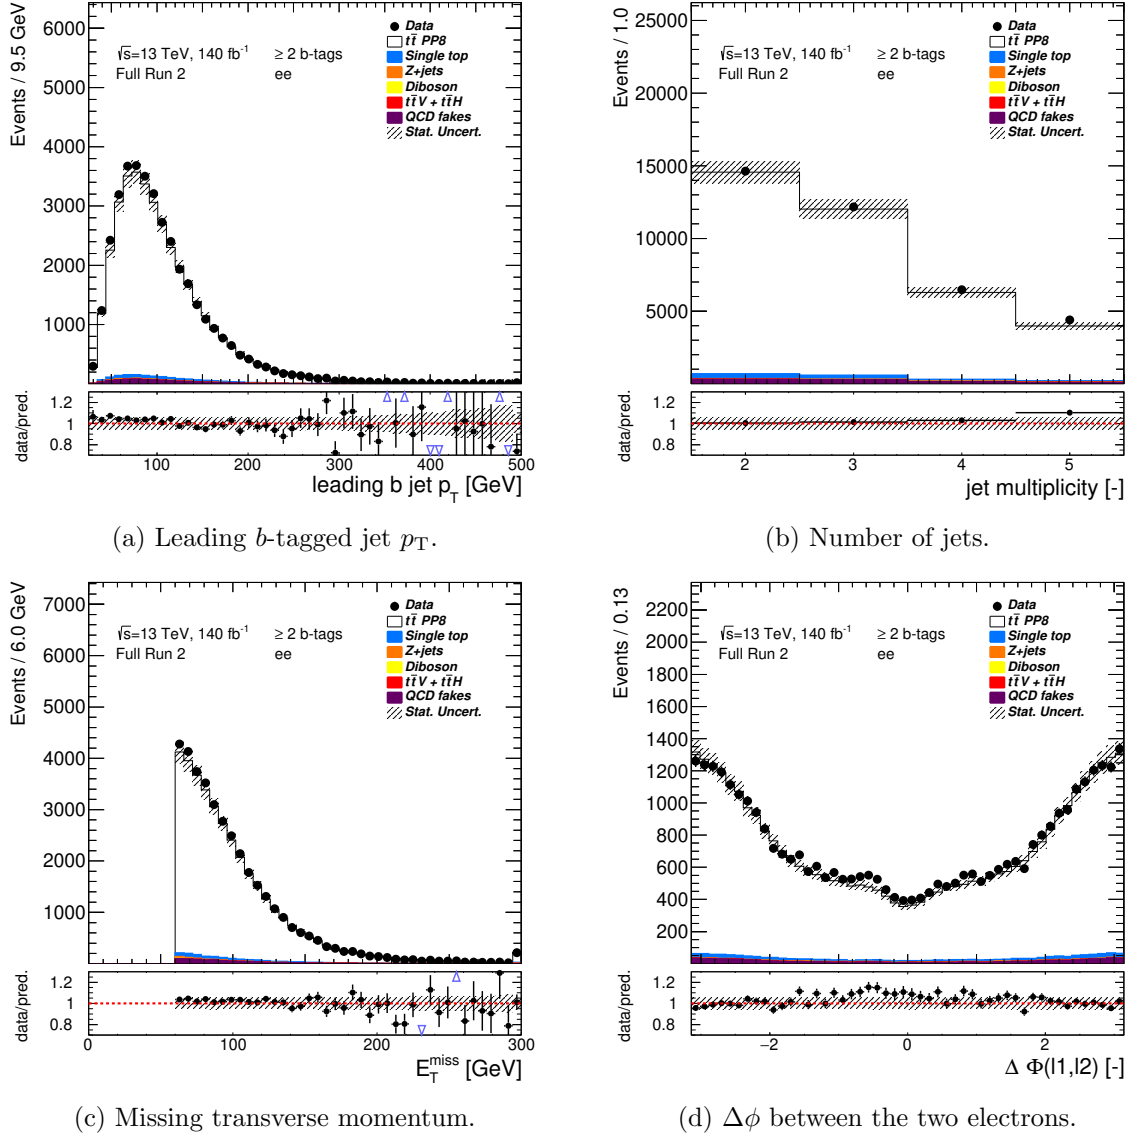 Events / 9.5 GeV
6000
5000
4000
3000
2000
1000
√s=13 TeV, 140 fb⁻¹
≥ 2 b-tags
Full Run 2
ee
Data
tt̄ PP8
Single top
Z+jets
Diboson
tt̄V + tt̄H
QCD fakes
Stat. Uncert.
data/pred.
1.2
1
0.8
100 200 300 400 500
leading b jet p_T [GeV]
(a) Leading b-tagged jet p_T.
Events / 1.0
25000
20000
15000
10000
5000
√s=13 TeV, 140 fb⁻¹
≥ 2 b-tags
Full Run 2
ee
Data
tt̄ PP8
Single top
Z+jets
Diboson
tt̄V + tt̄H
QCD fakes
Stat. Uncert.
data/pred.
1.2
1
0.8
2 3 4 5
jet multiplicity [-]
(b) Number of jets.
Events / 6.0 GeV
7000
6000
5000
4000
3000
2000
1000
√s=13 TeV, 140 fb⁻¹
≥ 2 b-tags
Full Run 2
ee
Data
tt̄ PP8
Single top
Z+jets
Diboson
tt̄V + tt̄H
QCD fakes
Stat. Uncert.
data/pred.
1.2
1
0.8
0 100 200 300
E_T^miss [GeV]
(c) Missing transverse momentum.
Events / 0.13
2200
2000
1800
1600
1400
1200
1000
800
600
400
200
√s=13 TeV, 140 fb⁻¹
≥ 2 b-tags
Full Run 2
ee
Data
tt̄ PP8
Single top
Z+jets
Diboson
tt̄V + tt̄H
QCD fakes
Stat. Uncert.
data/pred.
1.2
1
0.8
−2 0 2
Δ Φ(l1,l2) [-]
(d) Δϕ between the two electrons.